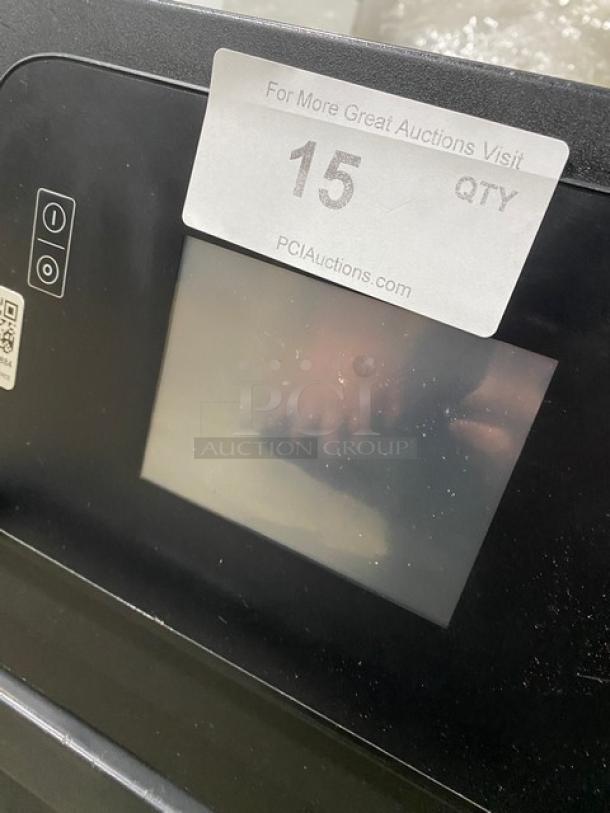 For More Great Auctions Visit
15 QTY
PCIAuctions.com
PCI
AUCTION GROUP